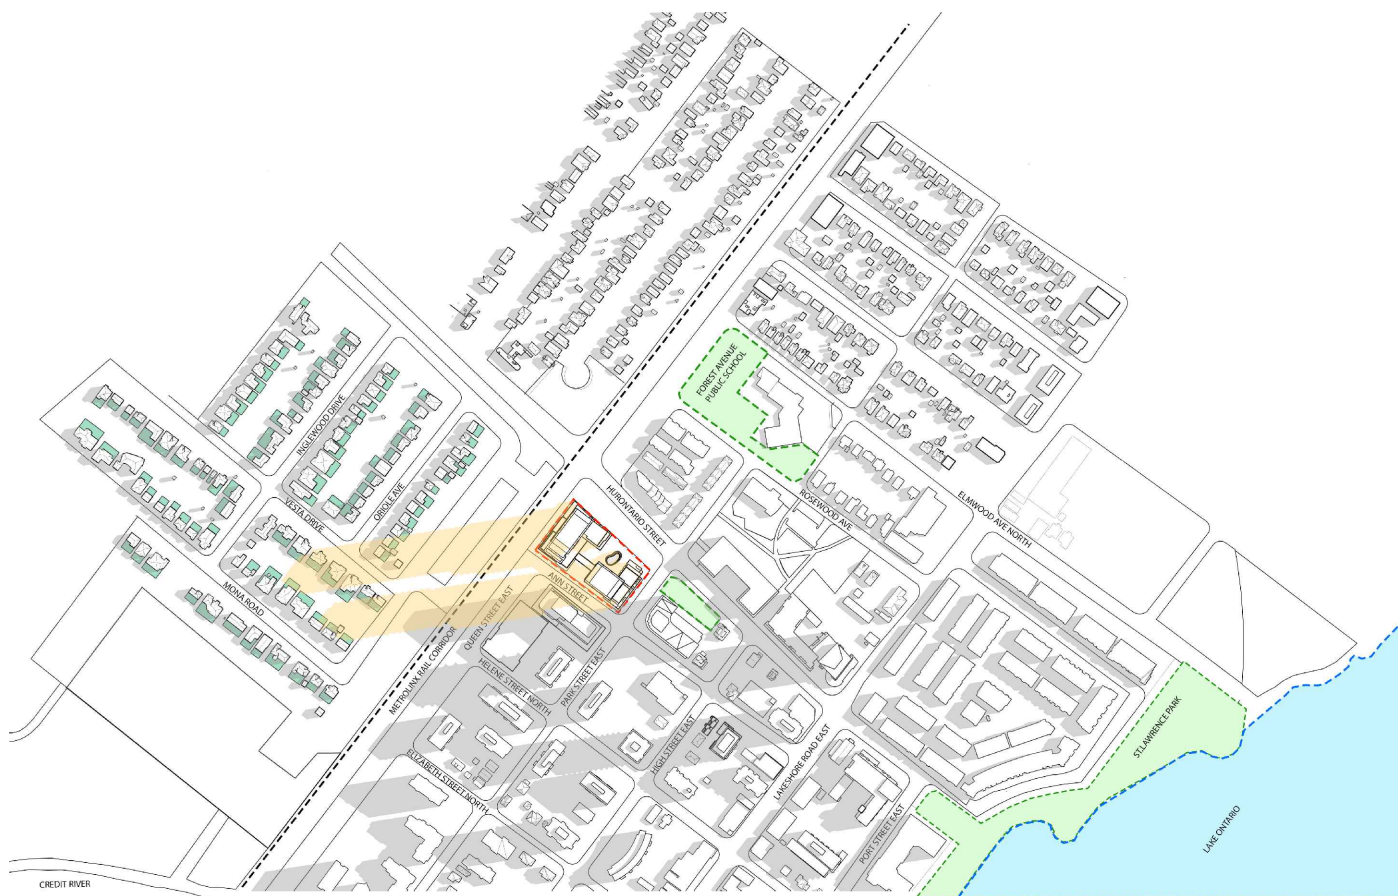 FOREST AVENUE
PUBLIC SCHOOL
INGLEWOOD DRIVE
ORIOLE AVE
VESTA DRIVE
HURONTARIO STREET
ROSEWOOD AVE
ELMWOOD AVE NORTH
MONA ROAD
ANN STREET
QUEEN STREET EAST
METROLINX RAIL CORRIDOR
HELENE STREET NORTH
PARK STREET EAST
ELIZABETH STREET NORTH
HIGH STREET EAST
LAKESHORE ROAD EAST
ST.LAWRENCE PARK
PORT STREET EAST
LAKE ONTARIO
CREDIT RIVER